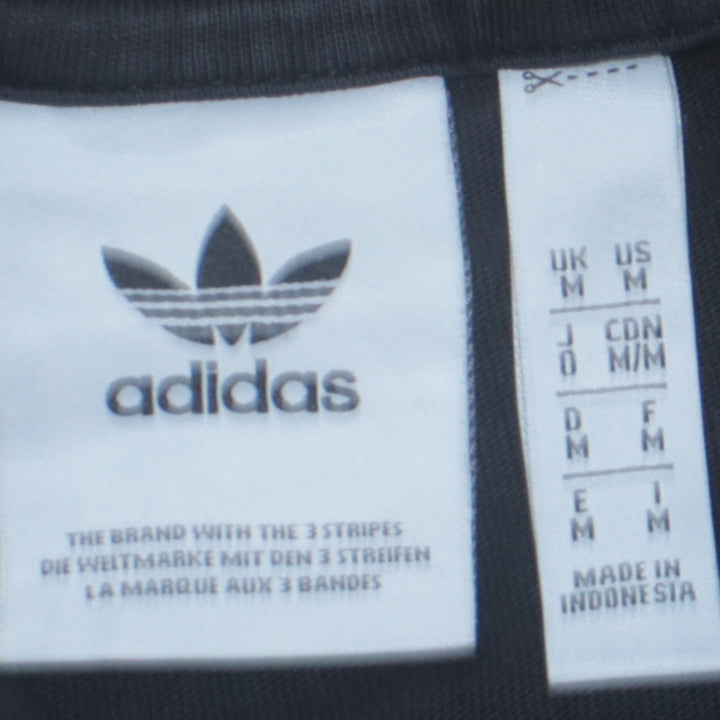 adidas
THE BRAND WITH THE 3 STRIPES
DIE WELTMARKE MIT DEN 3 STREIFEN
LA MARQUE AUX 3 BANDES
UK US
M M
J CDN
O M/M
D F
M M
E I
M M
MADE IN
INDONESIA